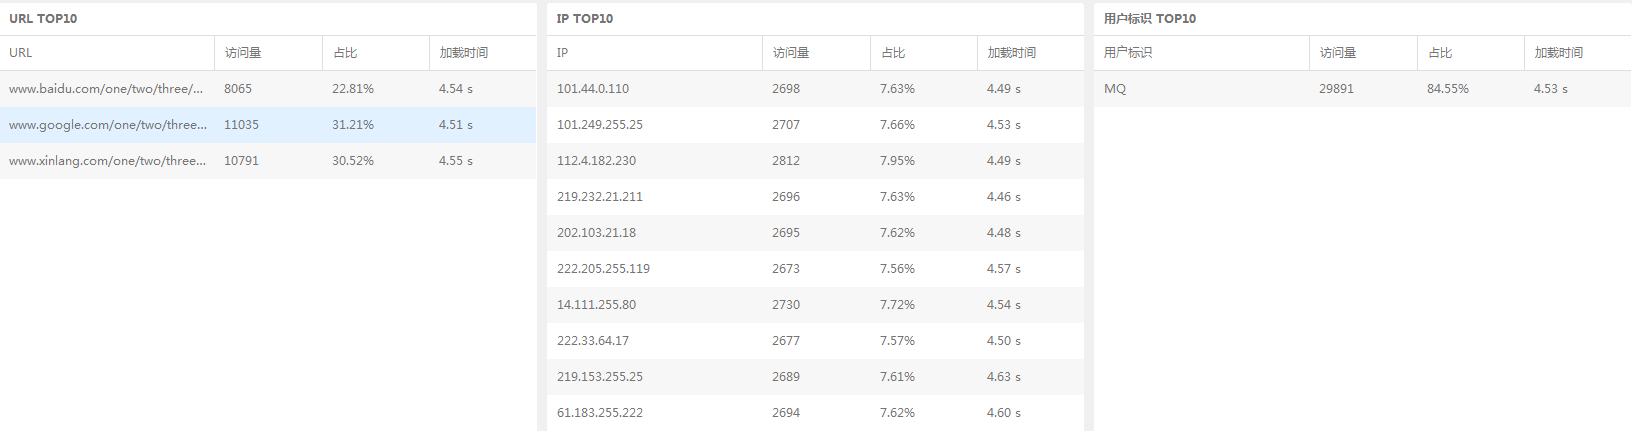 URL TOP10
URL 访问量 占比 加载时间
www.baidu.com/one/two/three/... 8065 22.81% 4.54 s
www.google.com/one/two/three... 11035 31.21% 4.51 s
www.xinlang.com/one/two/three... 10791 30.52% 4.55 s
IP TOP10
IP 访问量 占比 加载时间
101.44.0.110 2698 7.63% 4.49 s
101.249.255.25 2707 7.66% 4.53 s
112.4.182.230 2812 7.95% 4.49 s
219.232.21.211 2696 7.63% 4.46 s
202.103.21.18 2695 7.62% 4.48 s
222.205.255.119 2673 7.56% 4.57 s
14.111.255.80 2730 7.72% 4.54 s
222.33.64.17 2677 7.57% 4.50 s
219.153.255.25 2689 7.61% 4.63 s
61.183.255.222 2694 7.62% 4.60 s
用户标识 TOP10
用户标识 访问量 占比 加载时间
MQ 29891 84.55% 4.53 s